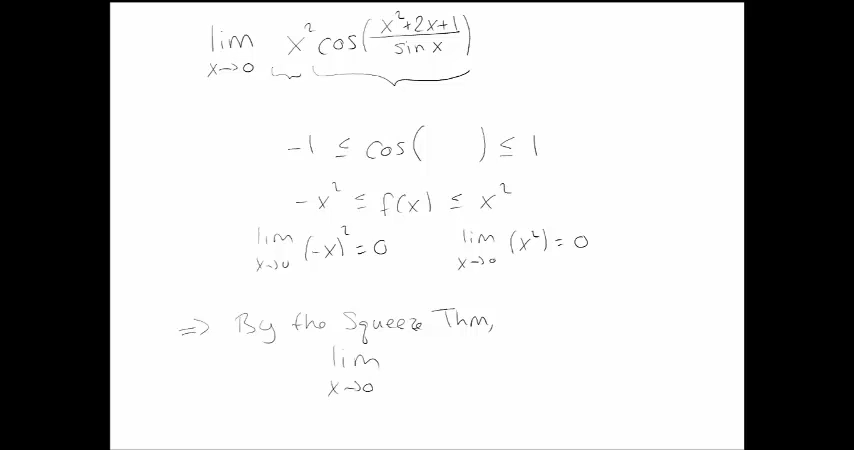 lim x→0 x² cos((x²+2x+1)/(sin x))
-1 ≤ cos( ) ≤ 1
-x² ≤ f(x) ≤ x²
lim x→0 (-x)² = 0 lim x→0 (x²) = 0
⇒ By the Squeeze Thm,
lim x→0